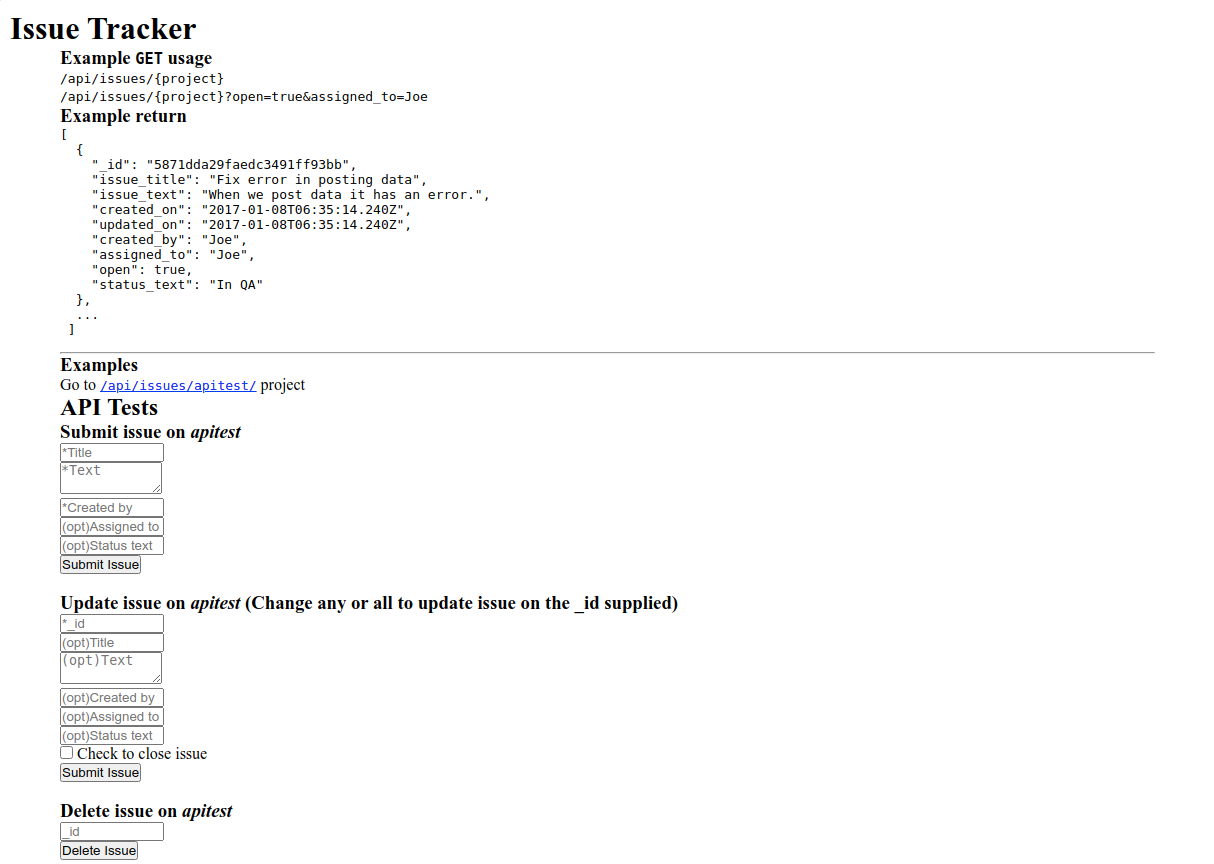 Issue Tracker
Example GET usage
/api/issues/{project}
/api/issues/{project}?open=true&assigned_to=Joe
Example return
[
  {
    "_id": "5871dda29faedc3491ff93bb",
    "issue_title": "Fix error in posting data",
    "issue_text": "When we post data it has an error.",
    "created_on": "2017-01-08T06:35:14.240Z",
    "updated_on": "2017-01-08T06:35:14.240Z",
    "created_by": "Joe",
    "assigned_to": "Joe",
    "open": true,
    "status_text": "In QA"
  },
  ...
 ]
Examples
Go to /api/issues/apitest/ project
API Tests
Submit issue on apitest
*Title
*Text
*Created by
(opt)Assigned to
(opt)Status text
Submit Issue
Update issue on apitest (Change any or all to update issue on the _id supplied)
*_id
(opt)Title
(opt)Text
(opt)Created by
(opt)Assigned to
(opt)Status text
Check to close issue
Submit Issue
Delete issue on apitest
_id
Delete Issue